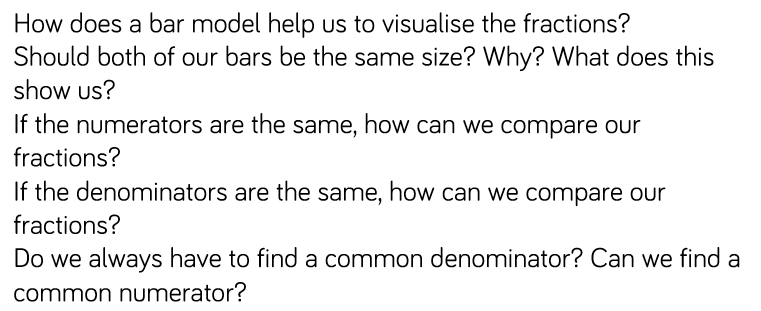 How does a bar model help us to visualise the fractions?
Should both of our bars be the same size? Why? What does this
show us?
If the numerators are the same, how can we compare our
fractions?
If the denominators are the same, how can we compare our
fractions?
Do we always have to find a common denominator? Can we find a
common numerator?